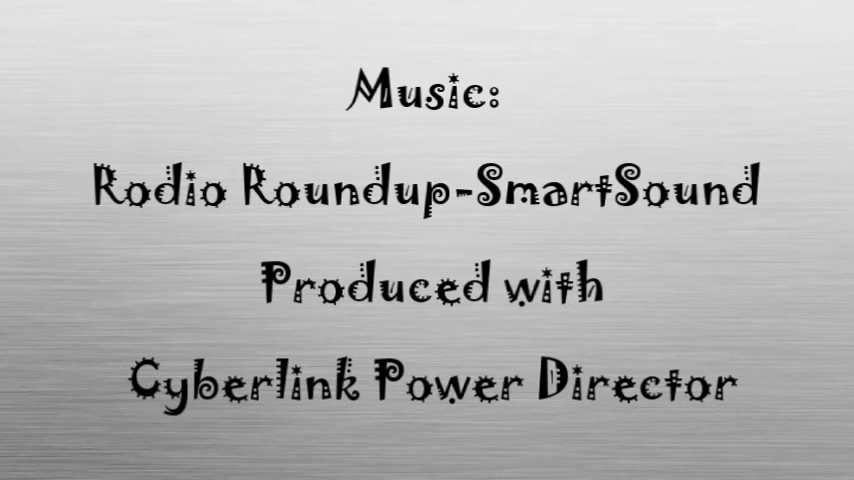 Music:
Rodio Roundup-SmartSound
Produced with
Cyberlink Power Director